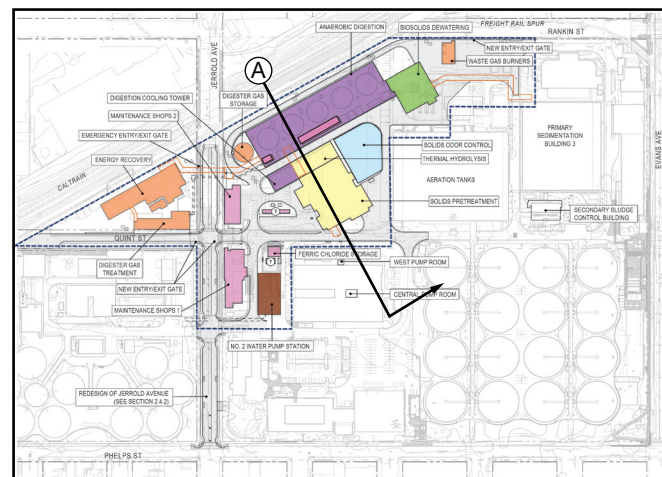 FREIGHT RAIL SPUR
RANKIN ST
ANAEROBIC DIGESTION
BIOSOLIDS DEWATERING
NEW ENTRY/EXIT GATE
WASTE GAS BURNERS
JERROLD AVE
A
DIGESTER GAS
STORAGE
DIGESTION COOLING TOWER
MAINTENANCE SHOPS 2
EMERGENCY ENTRY/EXIT GATE
ENERGY RECOVERY
CALTRAIN
SOLIDS ODOR CONTROL
THERMAL HYDROLYSIS
AERATION TANKS
SOLIDS PRETREATMENT
PRIMARY
SEDIMENTATION
BUILDING 3
EVANS AVE
SECONDARY SLUDGE
CONTROL BUILDING
QUINT ST
DIGESTER GAS
TREATMENT
NEW ENTRY/EXIT GATE
MAINTENANCE SHOPS 1
FERRIC CHLORIDE STORAGE
WEST PUMP ROOM
CENTRAL PUMP ROOM
NO. 2 WATER PUMP STATION
REDESIGN OF JERROLD AVENUE
(SEE SECTION 2.4.2)
PHELPS ST